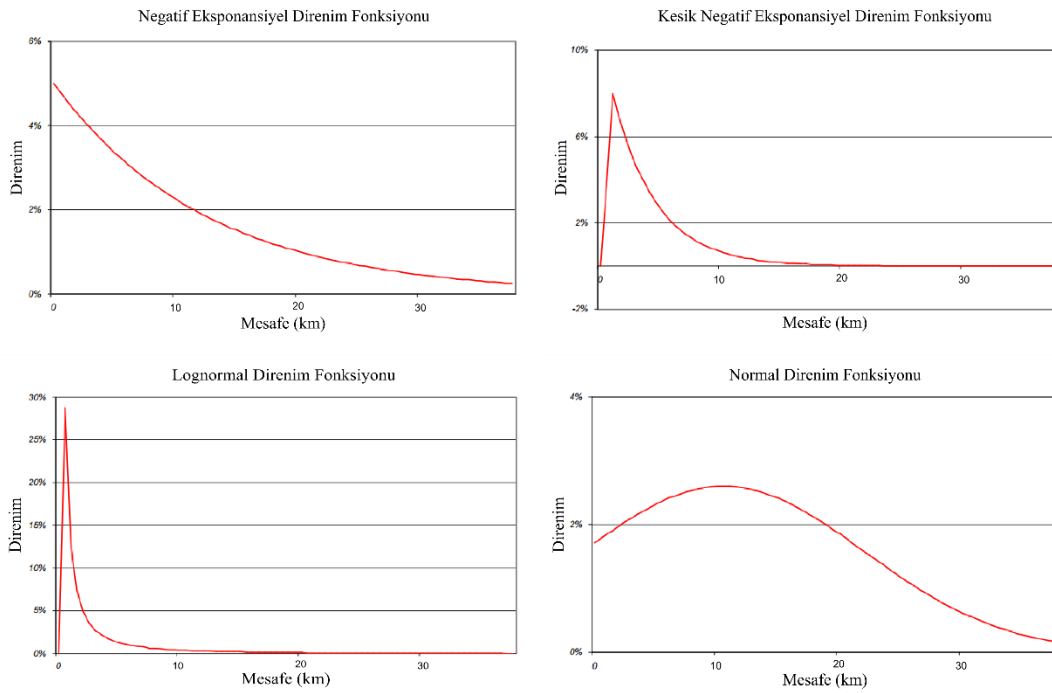 Negatif Eksponansiyel Direnim Fonksiyonu
6%
4%
2%
0%
Direnim
0 10 20 30
Mesafe (km)
Kesik Negatif Eksponansiyel Direnim Fonksiyonu
10%
6%
2%
-2%
Direnim
0 10 20 30
Mesafe (km)
Lognormal Direnim Fonksiyonu
30%
25%
20%
15%
10%
5%
0%
Direnim
0 10 20 30
Mesafe (km)
Normal Direnim Fonksiyonu
4%
2%
0%
Direnim
0 10 20 30
Mesafe (km)